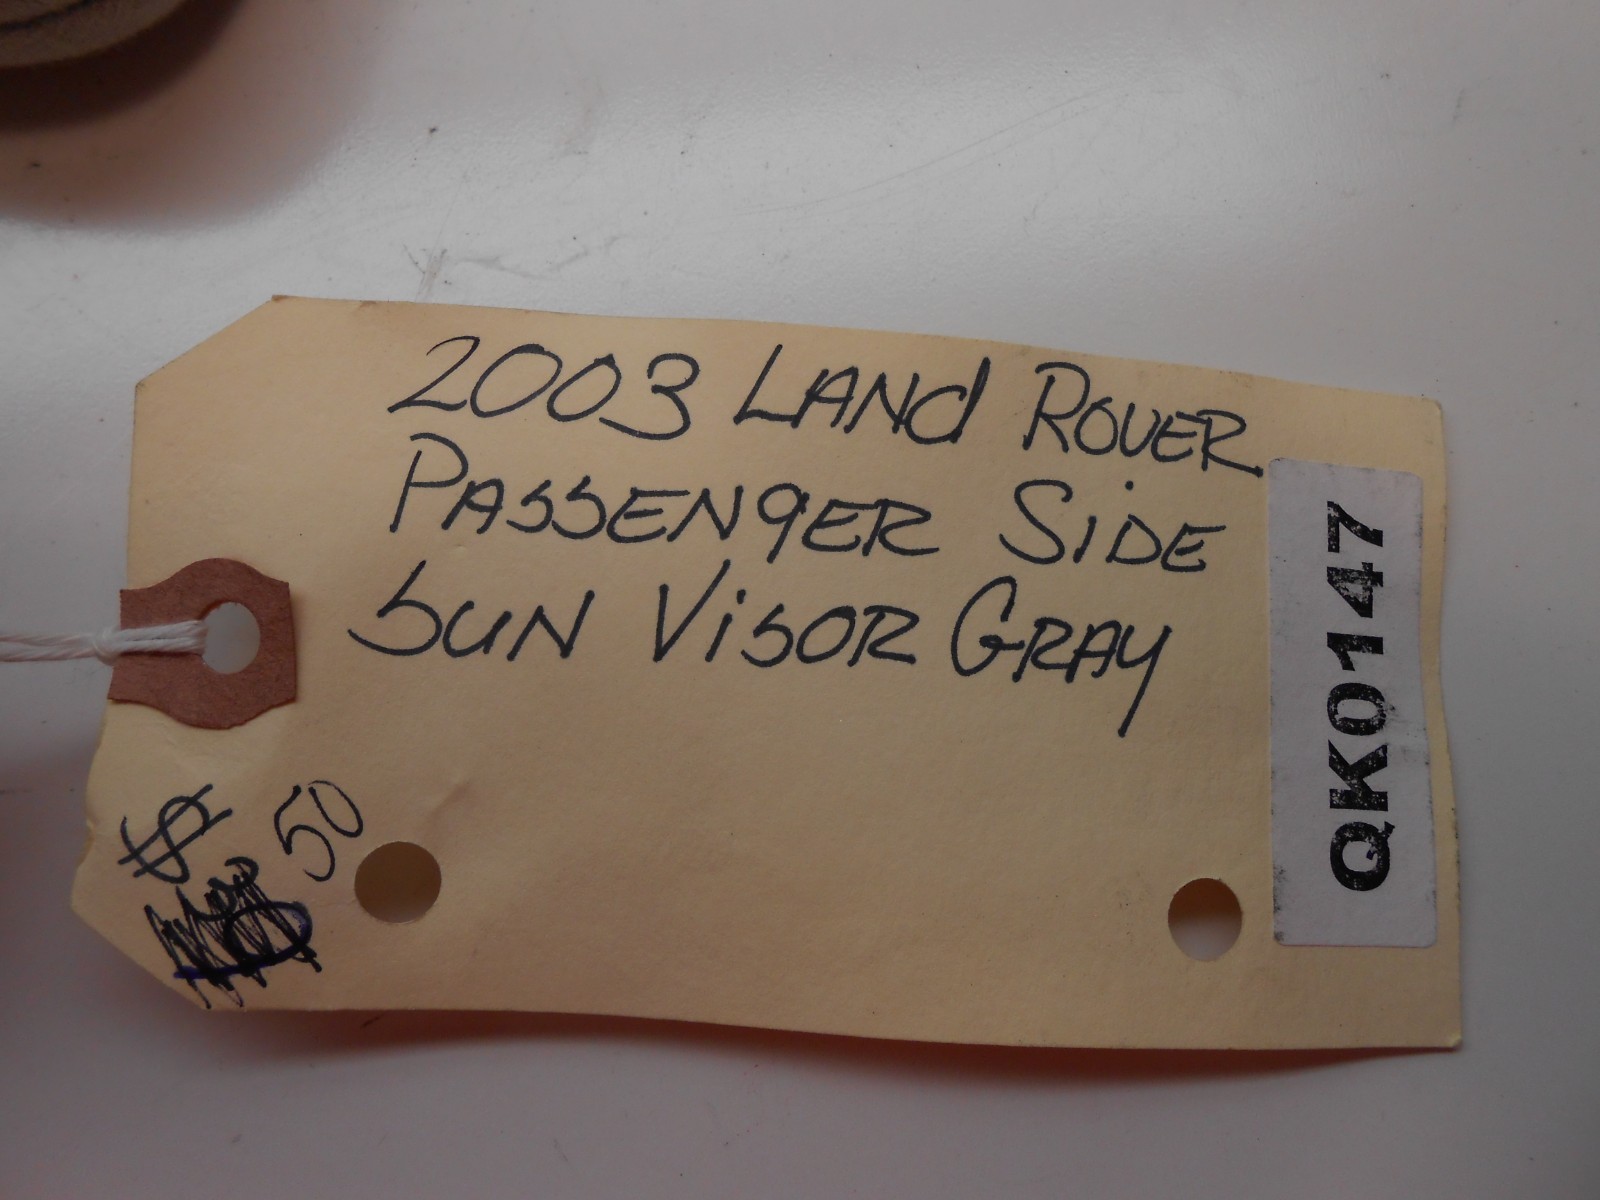 2003 LAND ROVER
PASSENGER SIDE
SUN VISOR GRAY
QK0147
$ 50